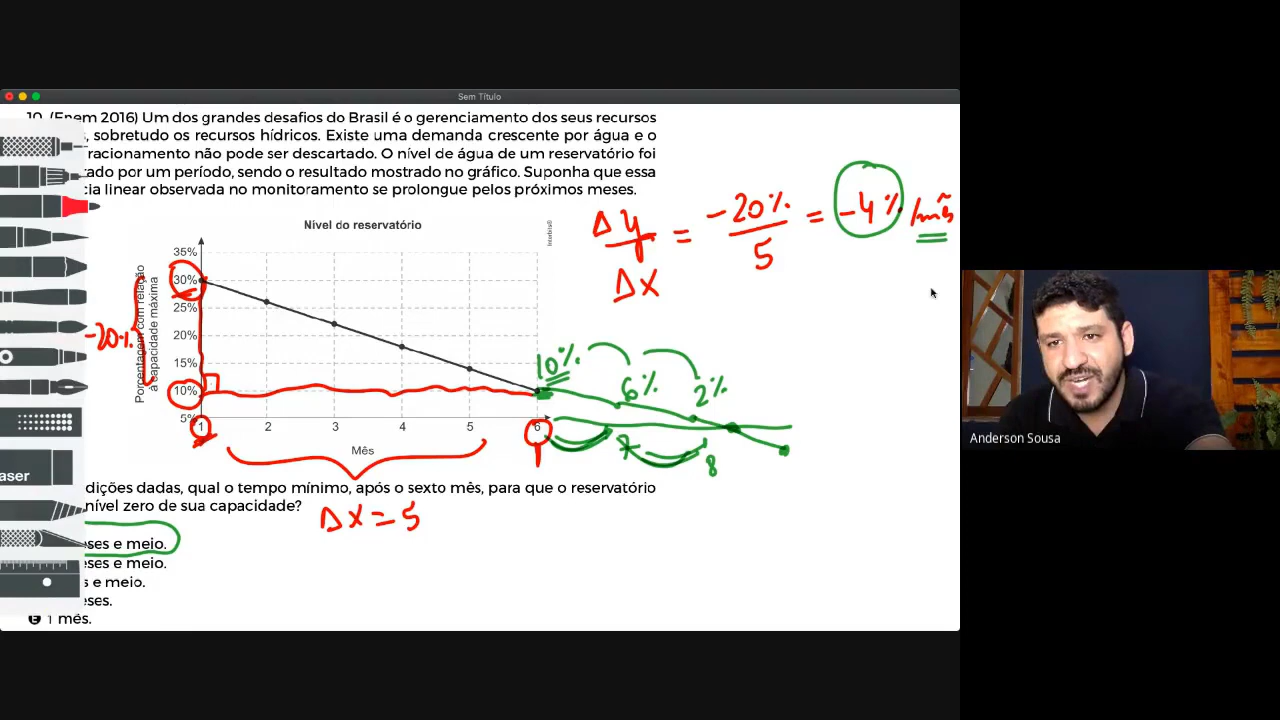 Sem Título
10. (Enem 2016) Um dos grandes desafios do Brasil é o gerenciamento dos seus recursos
, sobretudo os recursos hídricos. Existe uma demanda crescente por água e o
racionamento não pode ser descartado. O nível de água de um reservatório foi
ado por um período, sendo o resultado mostrado no gráfico. Suponha que essa
cia linear observada no monitoramento se prolongue pelos próximos meses.
Nível do reservatório
Porcentagem com relação
à capacidade máxima
35%
30%
25%
20%
15%
10%
5%
1 2 3 4 5 6
Mês
-20%
Δy
Δx
= -20%
5
= -4% /mês
10%
6%
2%
7
8
dições dadas, qual o tempo mínimo, após o sexto mês, para que o reservatório
nível zero de sua capacidade?
Δx = 5
eses e meio.
eses e meio.
s e meio.
eses.
E 1 mês.
aser
Anderson Sousa